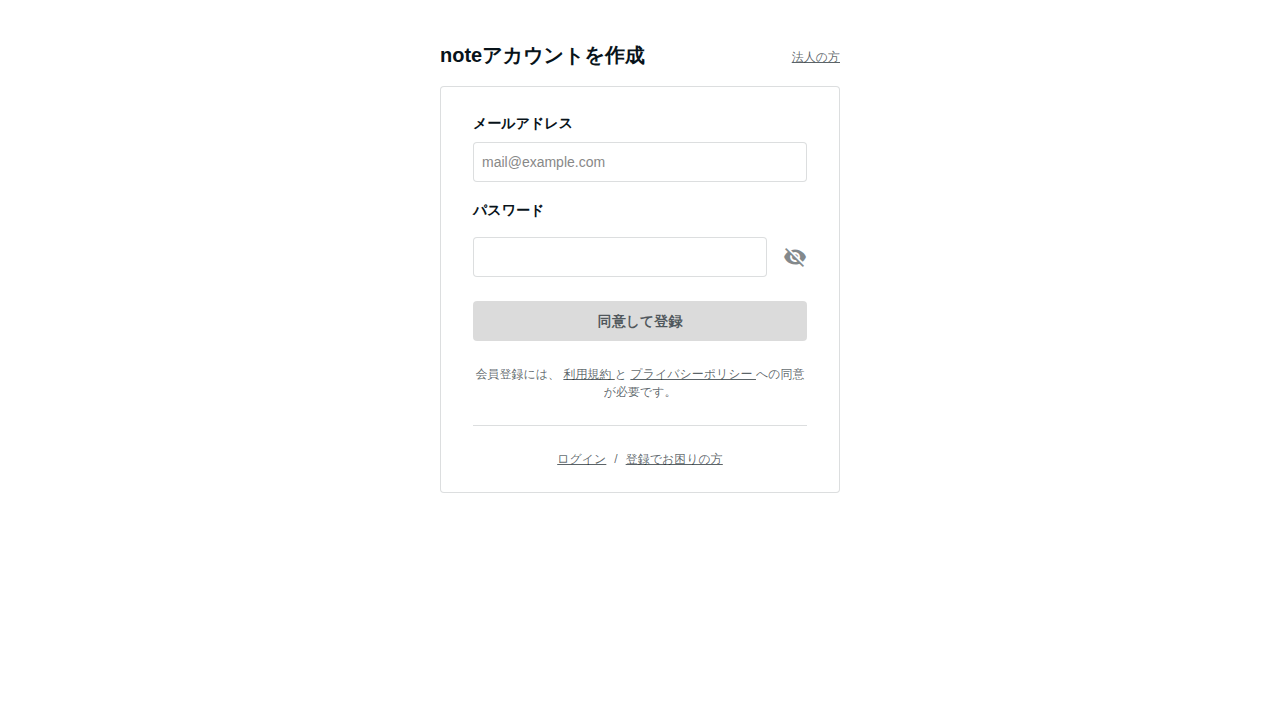 noteアカウントを作成
法人の方
メールアドレス
mail@example.com
パスワード
同意して登録
会員登録には、 利用規約 と プライバシーポリシー への同意
が必要です。
ログイン / 登録でお困りの方